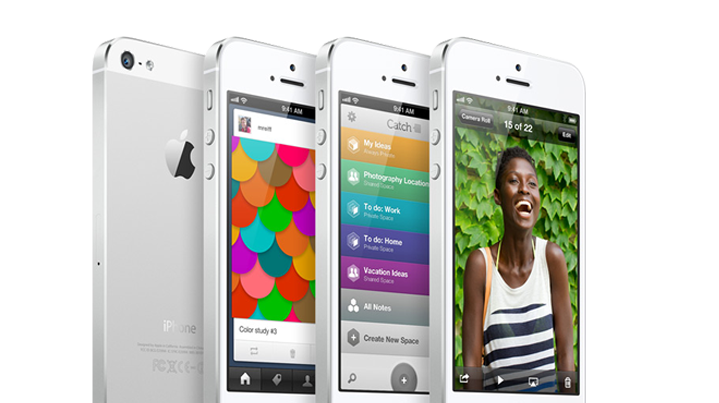 iPhone
9:41 AM
Color study #3
9:41 AM
Catch
My Ideas
Always Private
Photography Location
Shared Space
To do: Work
Private Space
To do: Home
Private Space
Vacation Ideas
Shared Space
All Notes
Create New Space
9:41 AM
Camera Roll
15 of 22
Edit